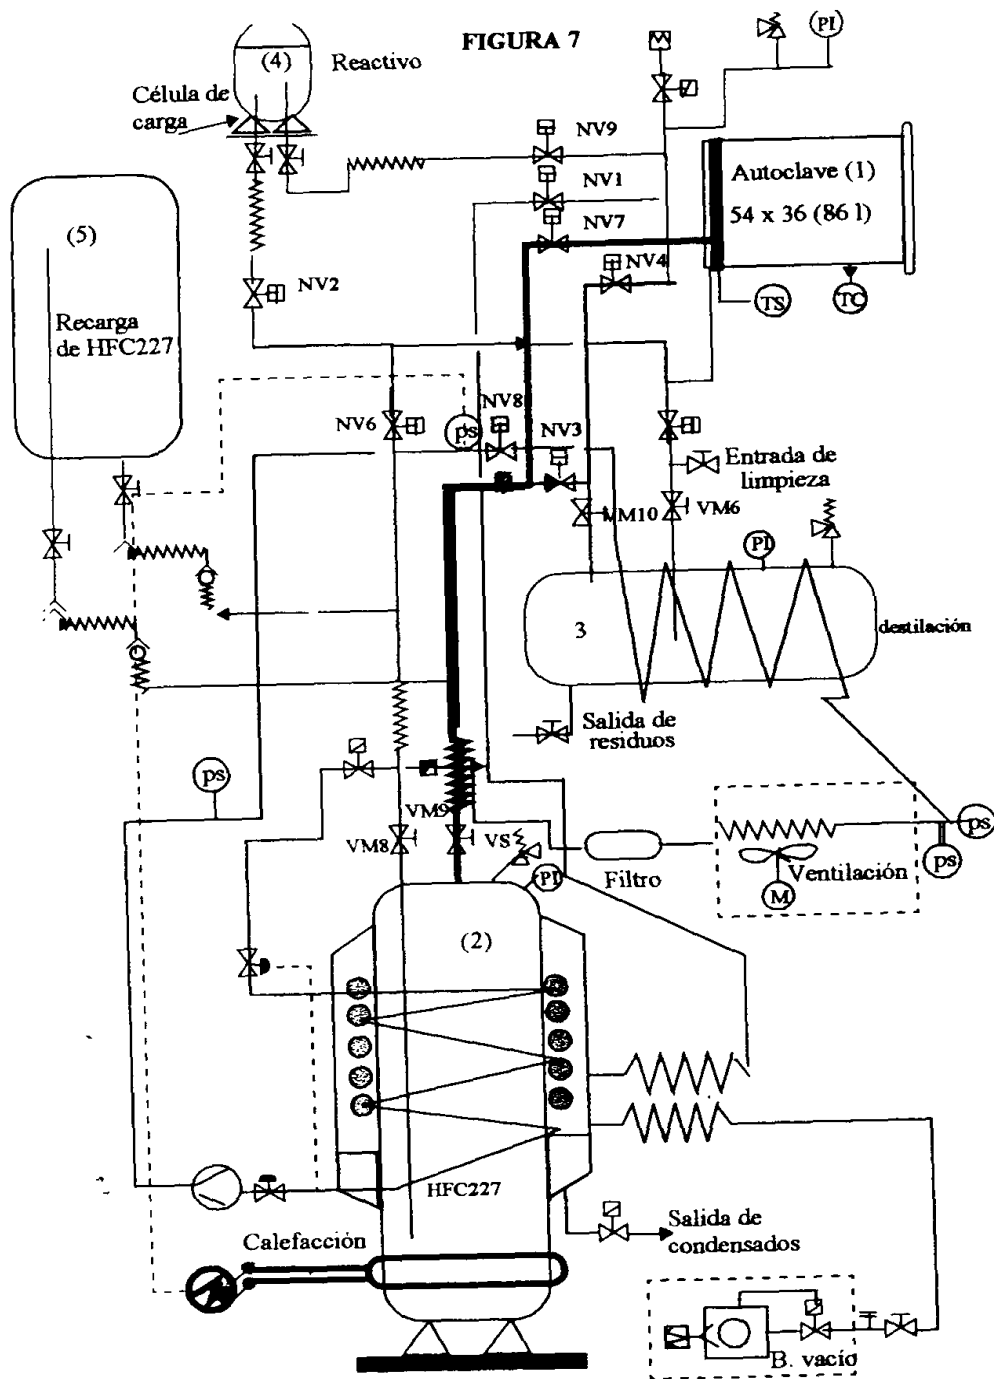 FIGURA 7
PI
(4)
Reactivo
Célula de
carga
NV9
NV1
NV7
NV4
Autoclave (1)
54 x 36 (86 l)
TS
TC
(5)
NV2
Recarga
de HFC227
NV6
ps
NV8
NV3
Entrada de
limpieza
VM10
VM6
PI
3
destilación
Salida de
residuos
ps
VM9
VM8
VS
PI
Filtro
Ventilación
M
ps
ps
(2)
HFC227
Calefacción
Salida de
condensados
B. vacío